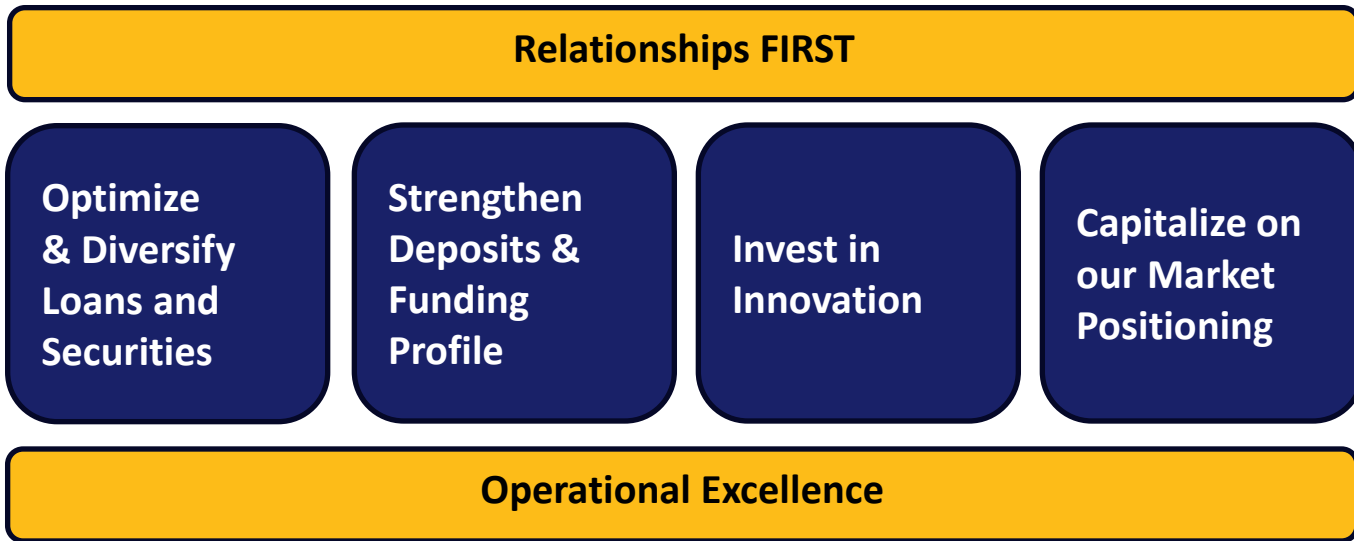 Relationships FIRST
Optimize
& Diversify
Loans and
Securities
Strengthen
Deposits &
Funding
Profile
Invest in
Innovation
Capitalize on
our Market
Positioning
Operational Excellence